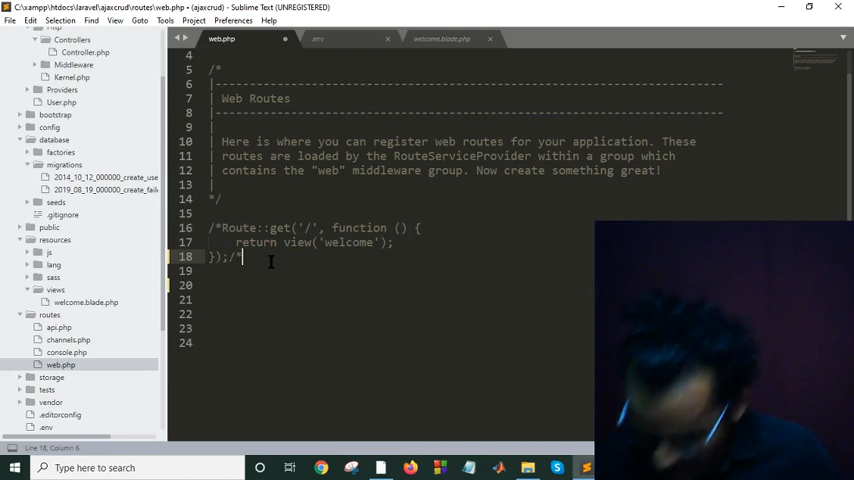 C:\xampp\htdocs\laravel\ajaxcrud\routes\web.php • (ajaxcrud) - Sublime Text (UNREGISTERED)
File Edit Selection Find View Goto Tools Project Preferences Help
Http
Controllers
Controller.php
Middleware
Kernel.php
Providers
User.php
bootstrap
config
database
factories
migrations
2014_10_12_000000_create_use
2019_08_19_000000_create_faile
seeds
.gitignore
public
resources
js
lang
sass
views
welcome.blade.php
routes
api.php
channels.php
console.php
web.php
storage
tests
vendor
.editorconfig
.env
web.php .env welcome.blade.php
4
5 /*
6 |--------------------------------------------------------------------------
7 | Web Routes
8 |--------------------------------------------------------------------------
9 |
10 | Here is where you can register web routes for your application. These
11 | routes are loaded by the RouteServiceProvider within a group which
12 | contains the "web" middleware group. Now create something great!
13 |
14 */
15
16 /*Route::get('/', function () {
17 return view('welcome');
18 });/*
19
20
21
22
23
24
Line 18, Column 6
Type here to search